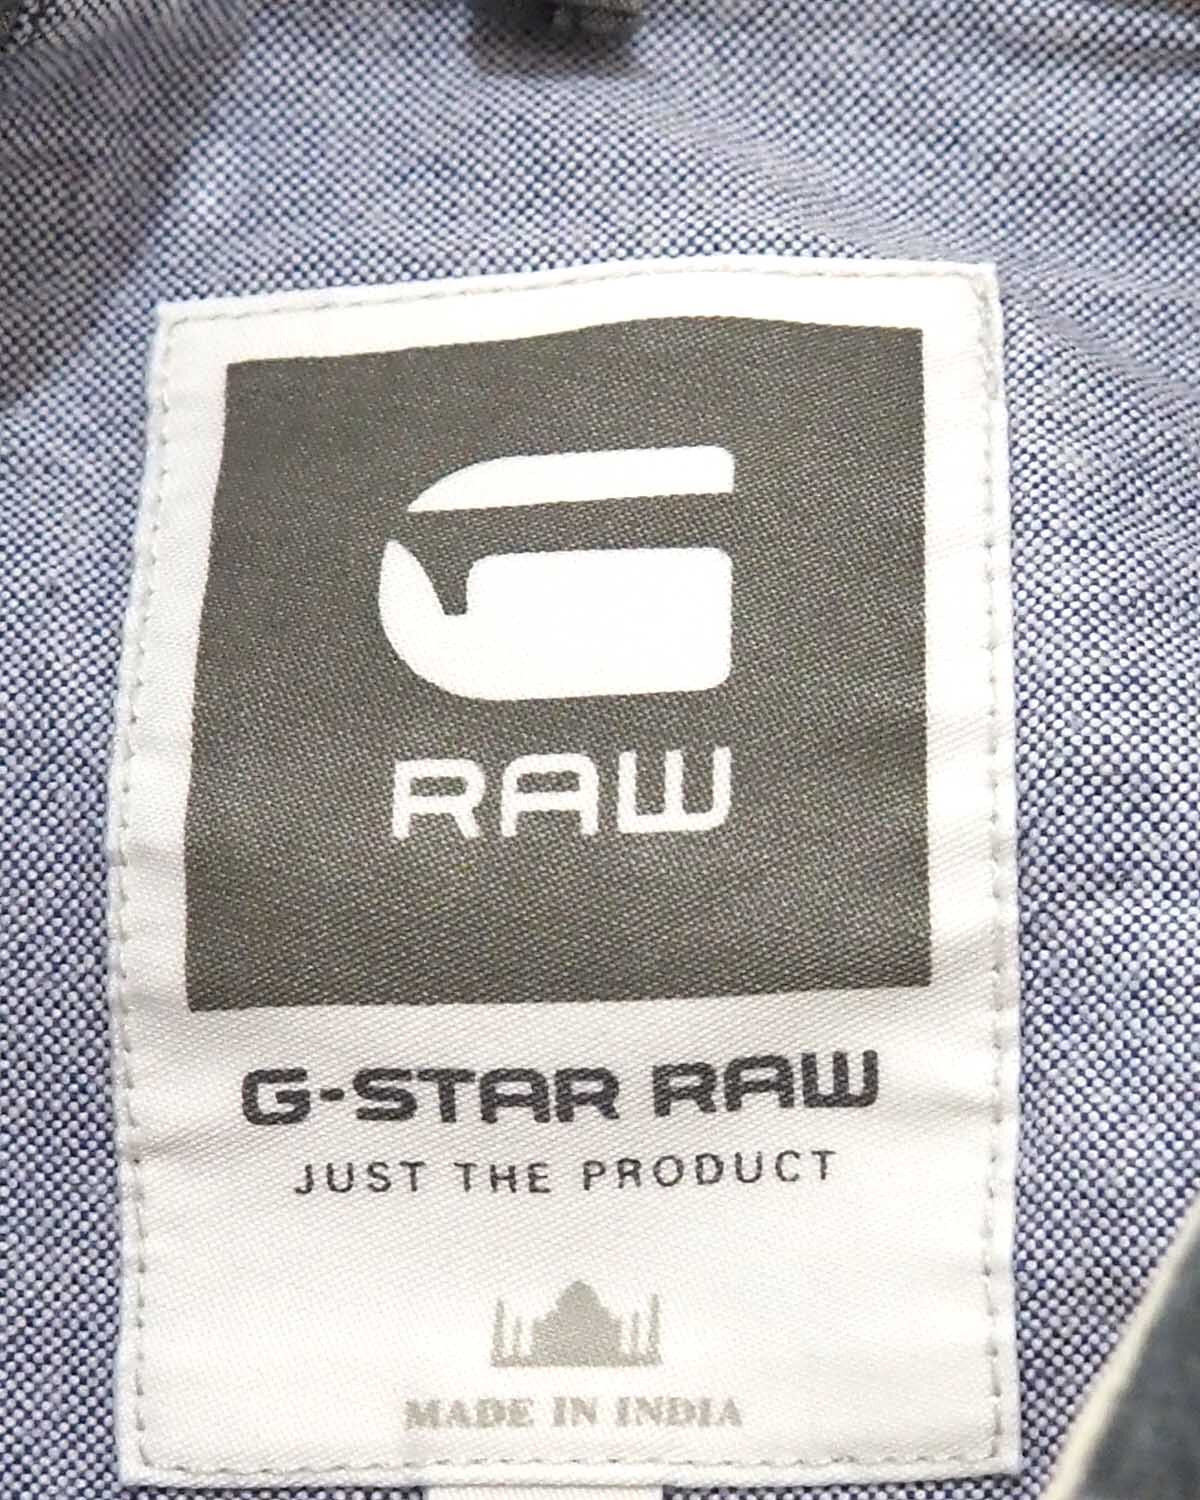 G
RAW
G-STAR RAW
JUST THE PRODUCT
MADE IN INDIA